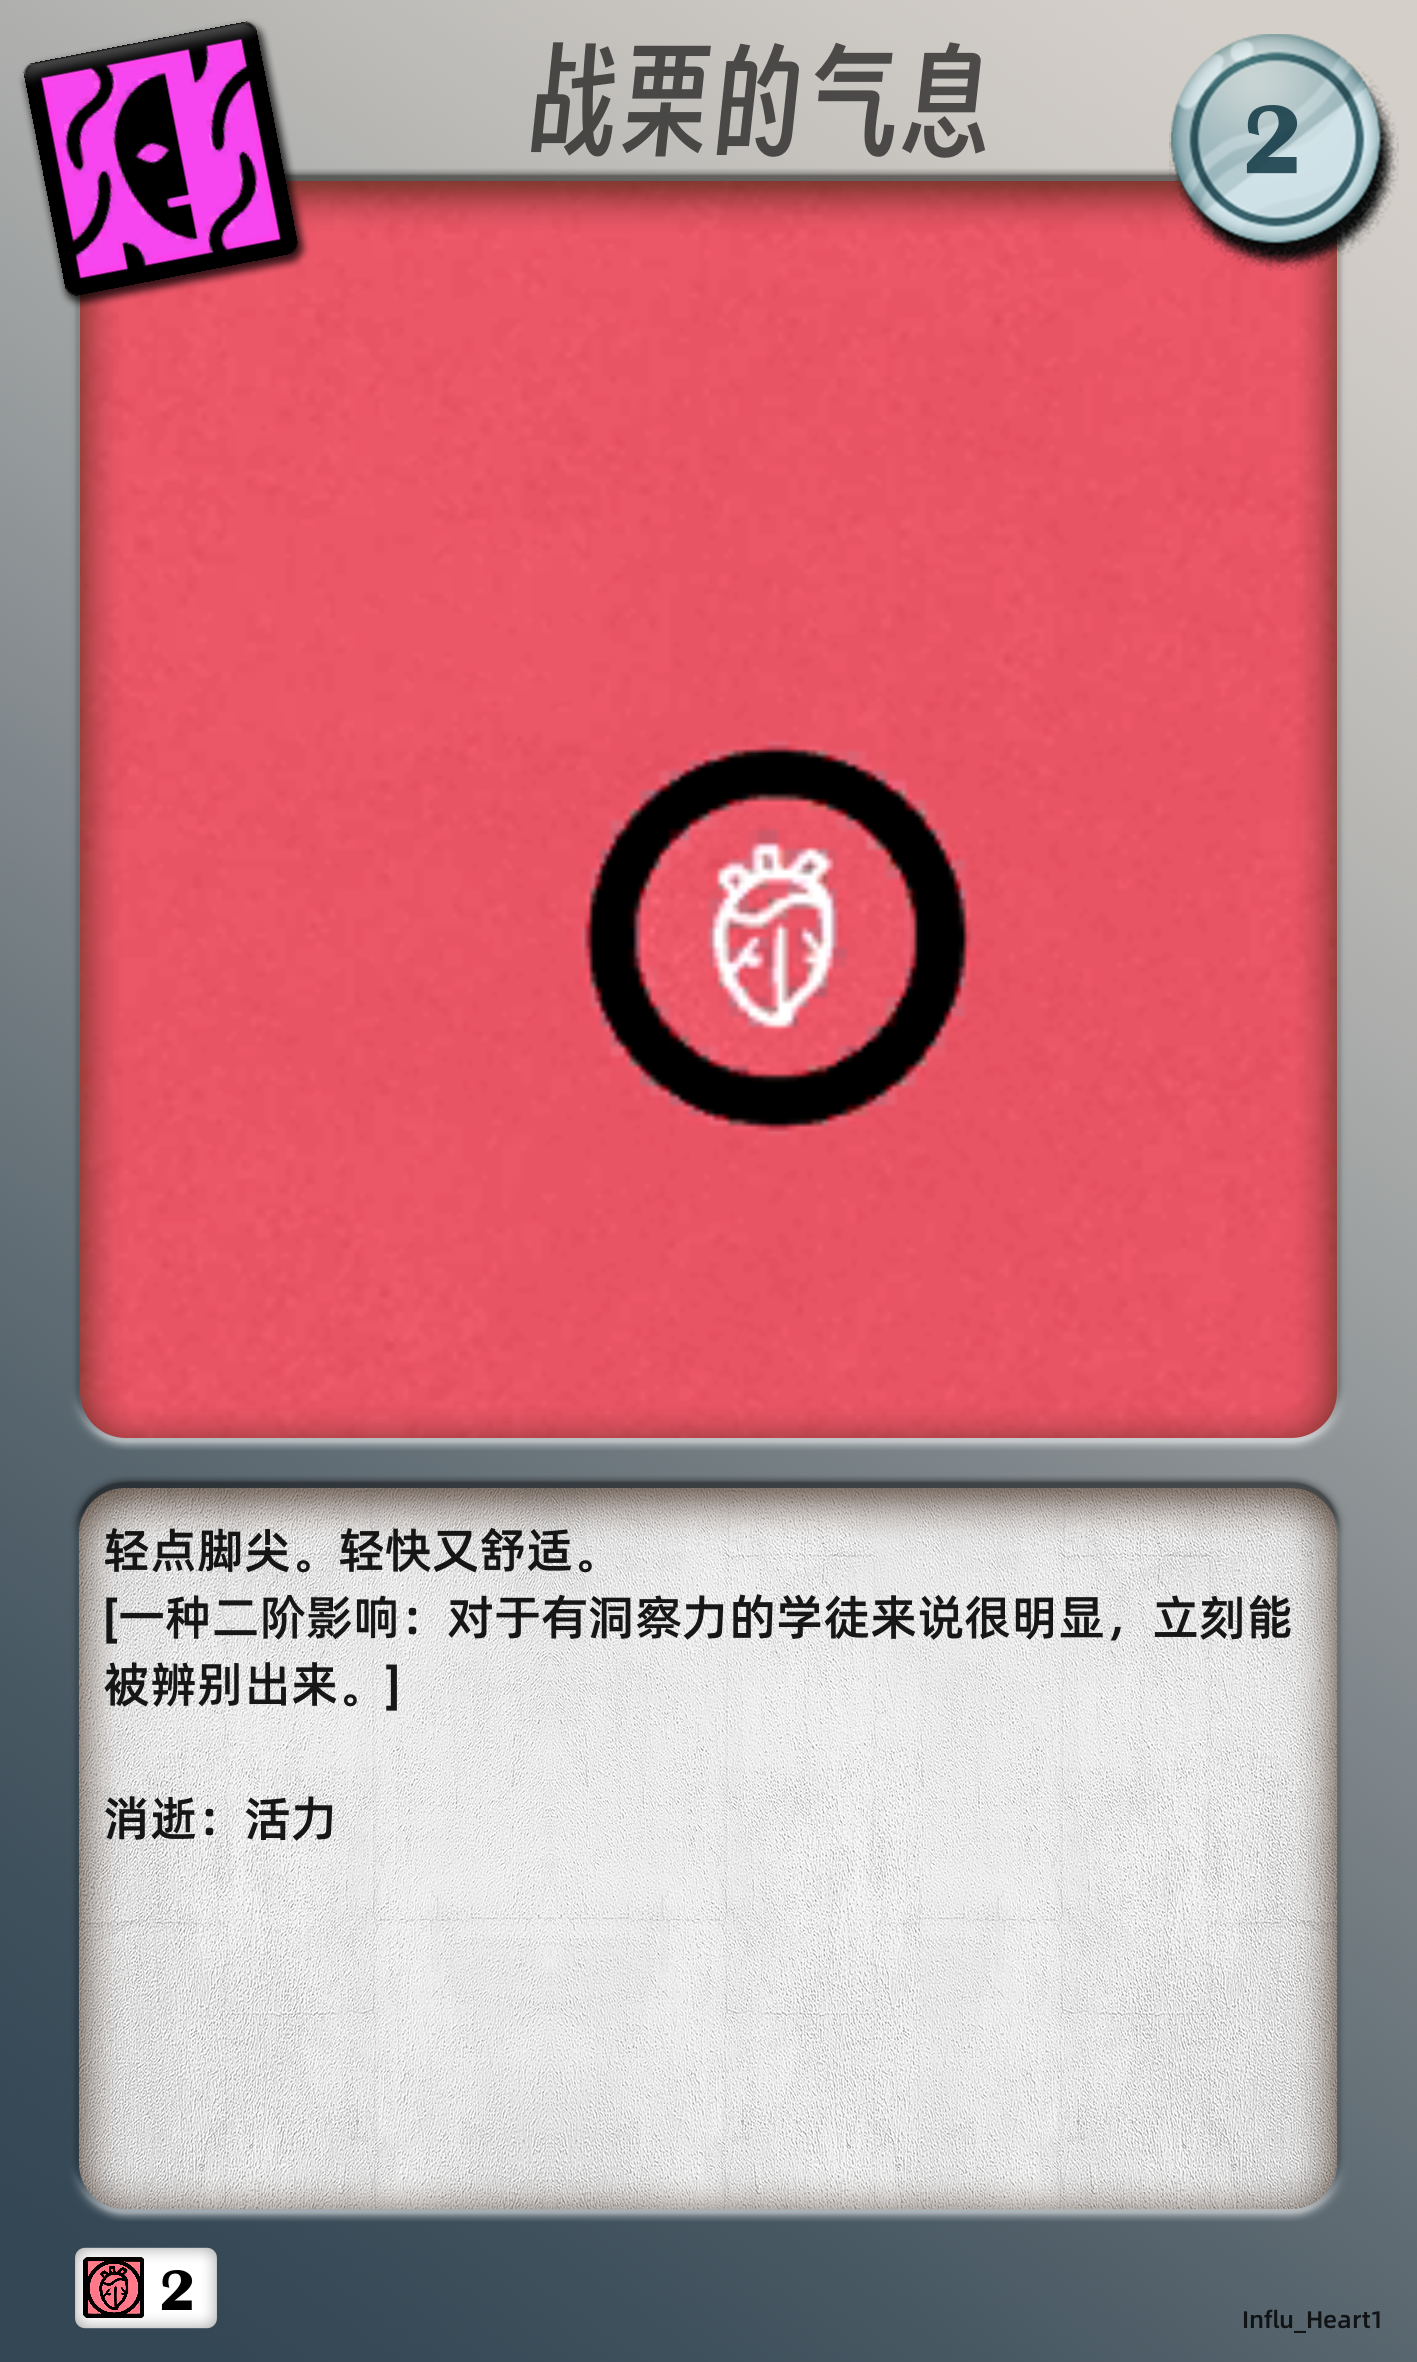 战栗的气息
2
轻点脚尖。轻快又舒适。
[一种二阶影响：对于有洞察力的学徒来说很明显，立刻能
被辨别出来。]
消逝：活力
2
Influ_Heart1